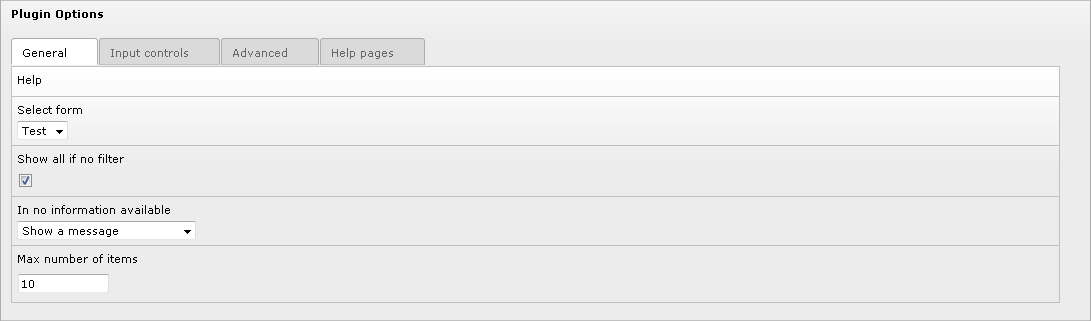 Plugin Options
General Input controls Advanced Help pages
Help
Select form
Test
Show all if no filter
In no information available
Show a message
Max number of items
10